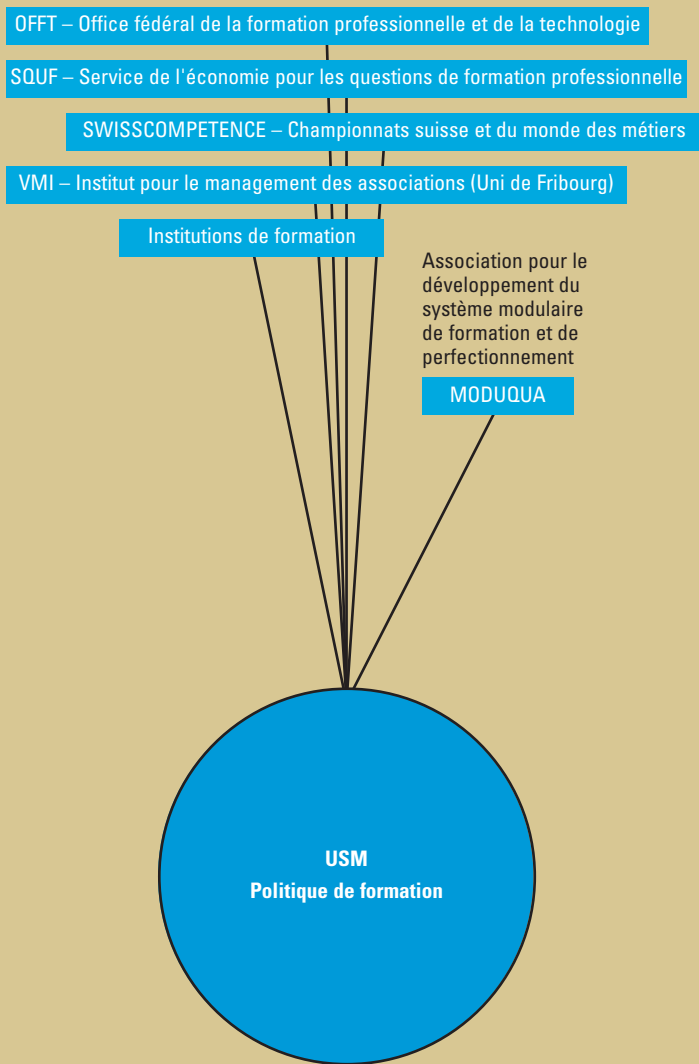 OFFT – Office fédéral de la formation professionelle et de la technologie
SQUF – Service de l'économie pour les questions de formation professionnelle
SWISSCOMPETENCE – Championnats suisse et du monde des métiers
VMI – Institut pour le management des associations (Uni de Fribourg)
Institutions de formation
Association pour le
développement du
système modulaire
de formation et de
perfectionnement
MODUQUA
USM
Politique de formation